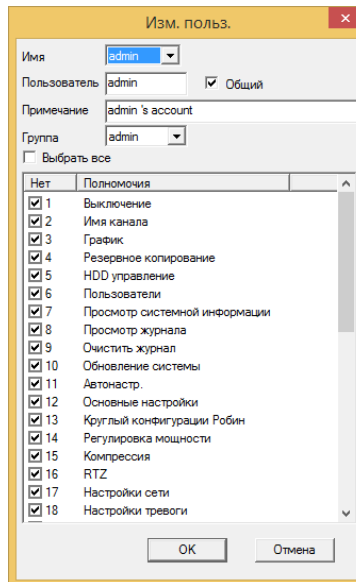 Изм. польз.
Имя admin
Пользователь admin Общий
Примечание admin 's account
Группа admin
Выбрать все
Нет Полномочия
1 Выключение
2 Имя канала
3 График
4 Резервное копирование
5 HDD управление
6 Пользователи
7 Просмотр системной информации
8 Просмотр журнала
9 Очистить журнал
10 Обновление системы
11 Автонастр.
12 Основные настройки
13 Круглый конфигурации Робин
14 Регулировка мощности
15 Компрессия
16 RTZ
17 Настройки сети
18 Настройки тревоги
OK Отмена